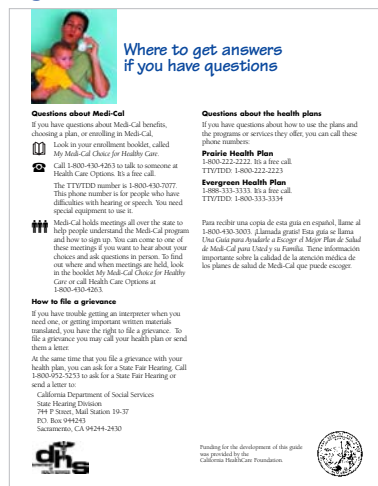 Where to get answers
if you have questions
Questions about Medi-Cal
If you have questions about Medi-Cal benefits,
choosing a plan, or enrolling in Medi-Cal,
Look in your enrollment booklet, called
My Medi-Cal Choice for Healthy Care.
Call 1-800-430-4263 to talk to someone at
Health Care Options. It's a free call.
The TTY/TDD number is 1-800-430-7077.
This phone number is for people who have
difficulties with hearing or speech. You need
special equipment to use it.
Medi-Cal holds meetings all over the state to
help people understand the Medi-Cal program
and how to sign up. You can come to one of
these meetings if you want to hear about your
choices and ask questions in person. To find
out where and when meetings are held, look
in the booklet My Medi-Cal Choice for Healthy
Care or call Health Care Options at
1-800-430-4263.
How to file a grievance
If you have trouble getting an interpreter when you
need one, or getting important written materials
translated, you have the right to file a grievance. To
file a grievance you may call your health plan or send
them a letter.
At the same time that you file a grievance with your
health plan, you can ask for a State Fair Hearing. Call
1-800-952-5253 to ask for a State Fair Hearing or
send a letter to:
California Department of Social Services
State Hearing Division
744 P Street, Mail Station 19-37
P.O. Box 944243
Sacramento, CA 94244-2430
dhs
Questions about the health plans
If you have questions about how to use the plans and
the programs or services they offer, you can call these
phone numbers:
Prairie Health Plan
1-800-222-2222. It's a free call.
TTY/TDD: 1-800-222-2223
Evergreen Health Plan
1-888-333-3333. It's a free call.
TTY/TDD: 1-800-333-3334
Para recibir una copia de esta guia en español, llame al
1-800-430-3003. ¡Llamada gratis! Esta guia se llama
Una Guia para Ayudarle a Escoger el Mejor Plan de Salud
de Medi-Cal para Usted y su Familia. Tiene información
importante sobre la calidad de la atención médica de
los planes de salud de Medi-Cal que puede escoger.
Funding for the development of this guide
was provided by the
California HealthCare Foundation.